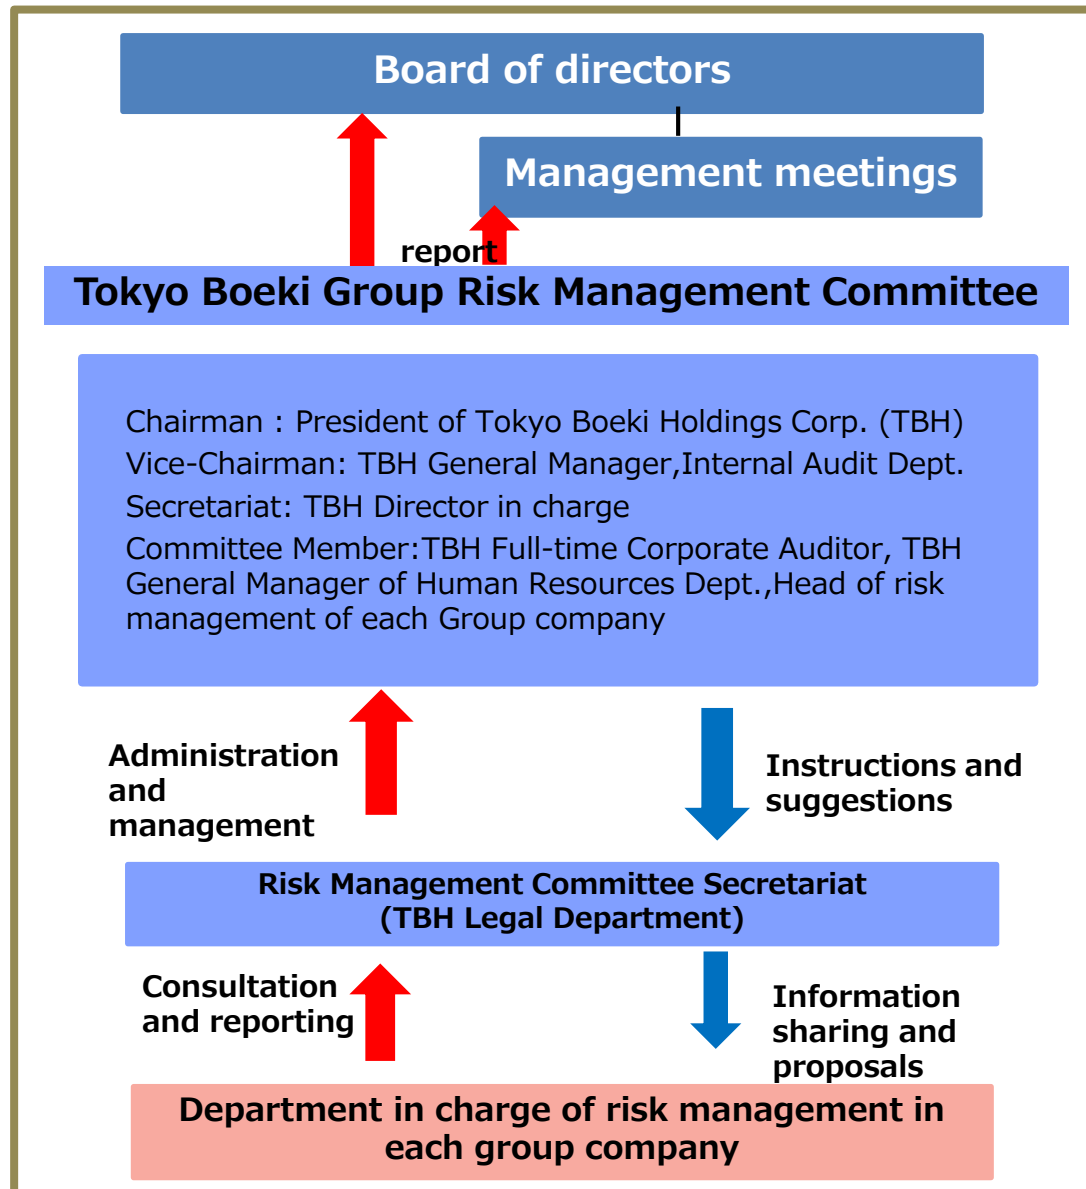 Board of directors
Management meetings
report
Tokyo Boeki Group Risk Management Committee
Chairman : President of Tokyo Boeki Holdings Corp. (TBH)
Vice-Chairman: TBH General Manager,Internal Audit Dept.
Secretariat: TBH Director in charge
Committee Member:TBH Full-time Corporate Auditor, TBH
General Manager of Human Resources Dept.,Head of risk
management of each Group company
Administration
and
management
Instructions and
suggestions
Risk Management Committee Secretariat
(TBH Legal Department)
Consultation
and reporting
Information
sharing and
proposals
Department in charge of risk management in
each group company